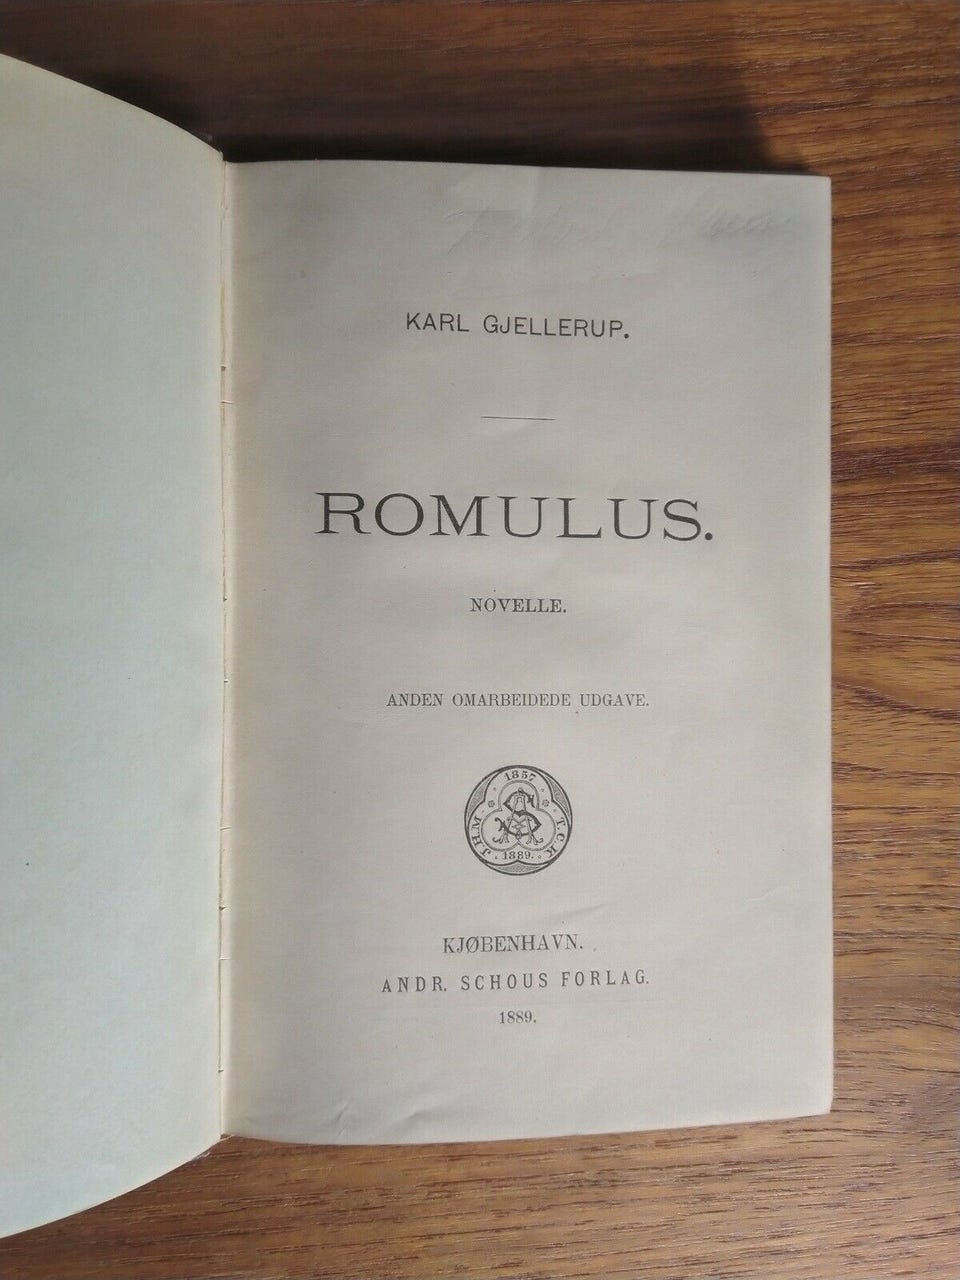 KARL GJELLERUP.
ROMULUS.
NOVELLE.
ANDEN OMARBEIDEDE UDGAVE.
1857
J.H.M. T.C.K.
1889.
KJØBENHAVN.
ANDR. SCHOUS FORLAG.
1889.